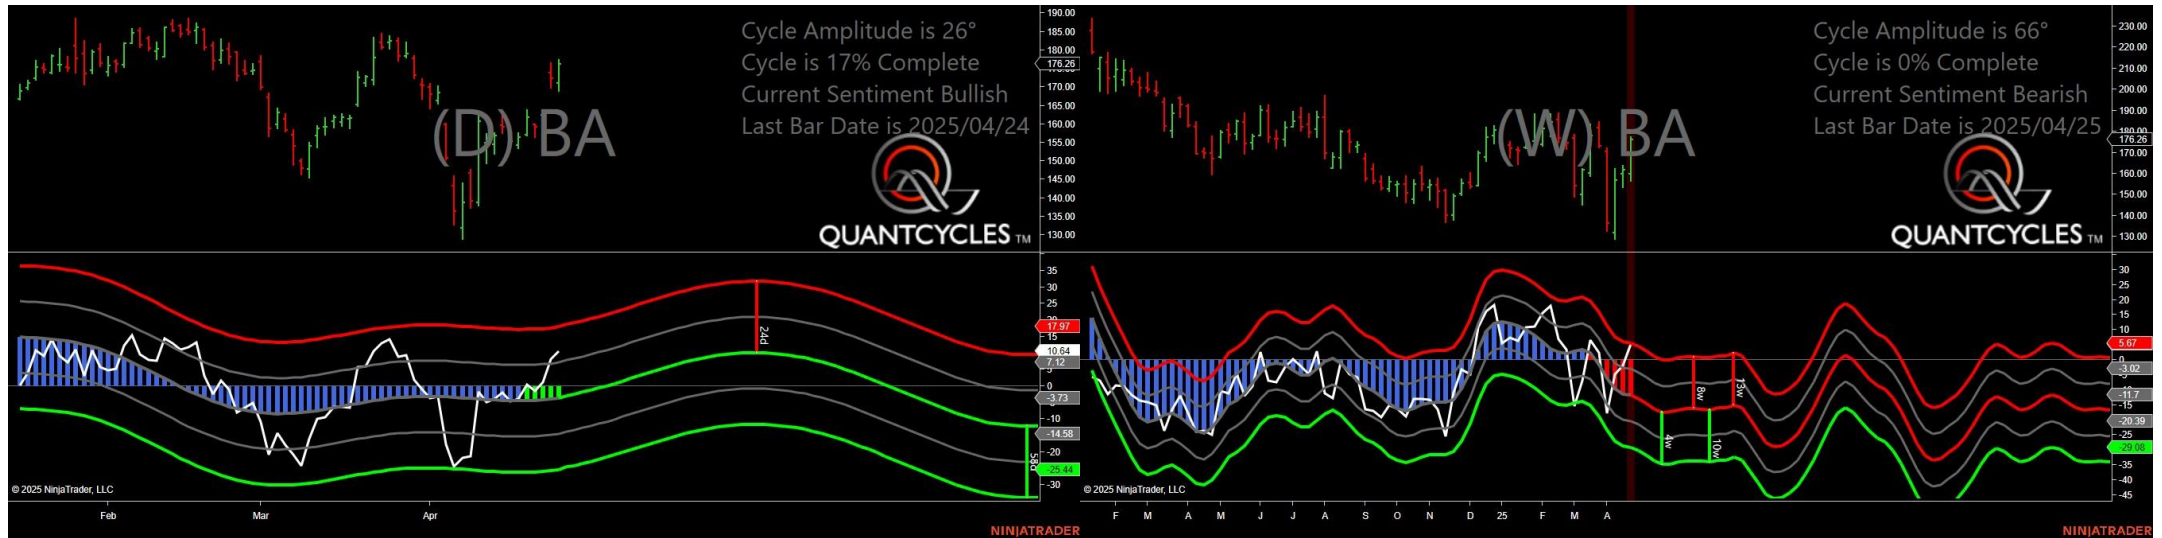 Cycle Amplitude is 26°
Cycle is 17% Complete
Current Sentiment Bullish
Last Bar Date is 2025/04/24
(D) BA
QUANTCYCLES TM
190.00
185.00
180.00
176.26
170.00
165.00
160.00
155.00
150.00
145.00
140.00
135.00
130.00
35
30
25
20
17.97
15
10.64
7.12
5
0
-3.73
-10
-14.58
-20
-25.44
-30
24d
58d
© 2025 NinjaTrader, LLC
Feb Mar Apr
NINJATRADER
Cycle Amplitude is 66°
Cycle is 0% Complete
Current Sentiment Bearish
Last Bar Date is 2025/04/25
(W) BA
QUANTCYCLES TM
230.00
220.00
210.00
200.00
190.00
180.00
176.26
170.00
160.00
150.00
140.00
130.00
30
25
20
15
10
5.67
0
-3.02
-11.7
-15
-20.39
-25
-29.08
-35
-40
-45
8w
13w
4w
10w
© 2025 NinjaTrader, LLC
F M A M J J A S O N D 25 F M A
NINJATRADER